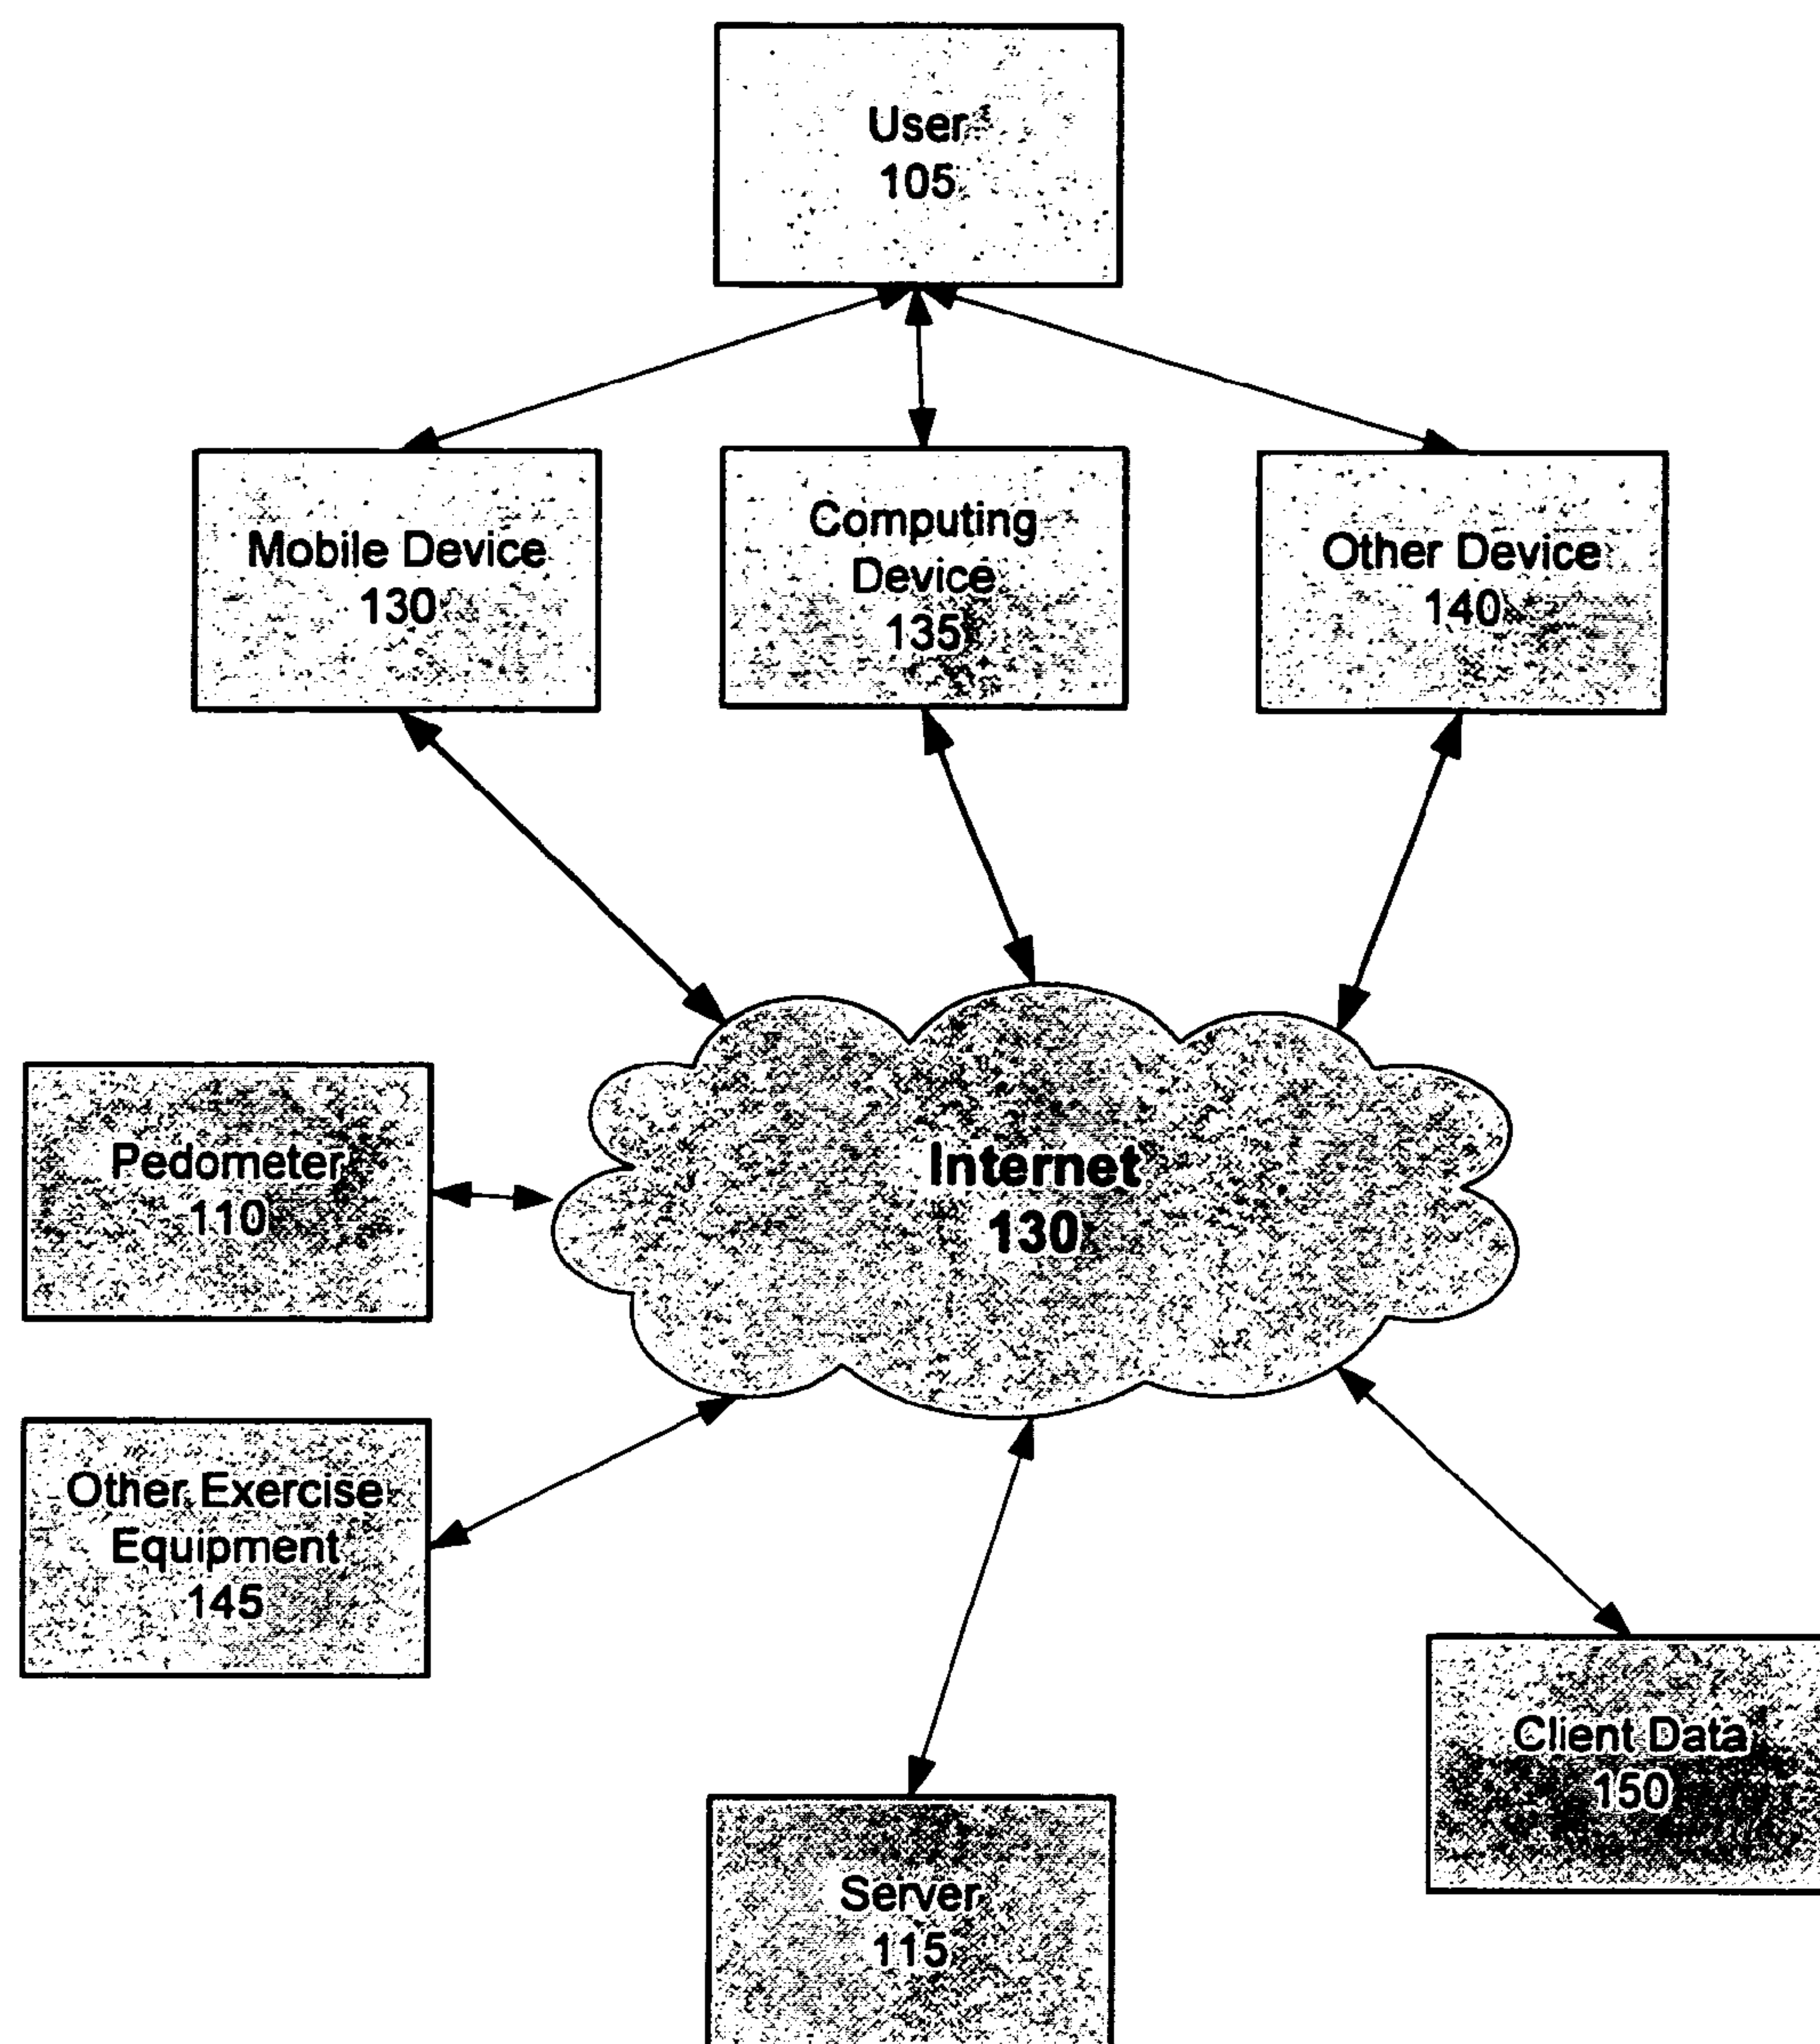 User
105
Mobile Device
130
Computing
Device
135
Other Device
140
Internet
130
Pedometer
110
Other Exercise
Equipment
145
Client Data
150
Server
115